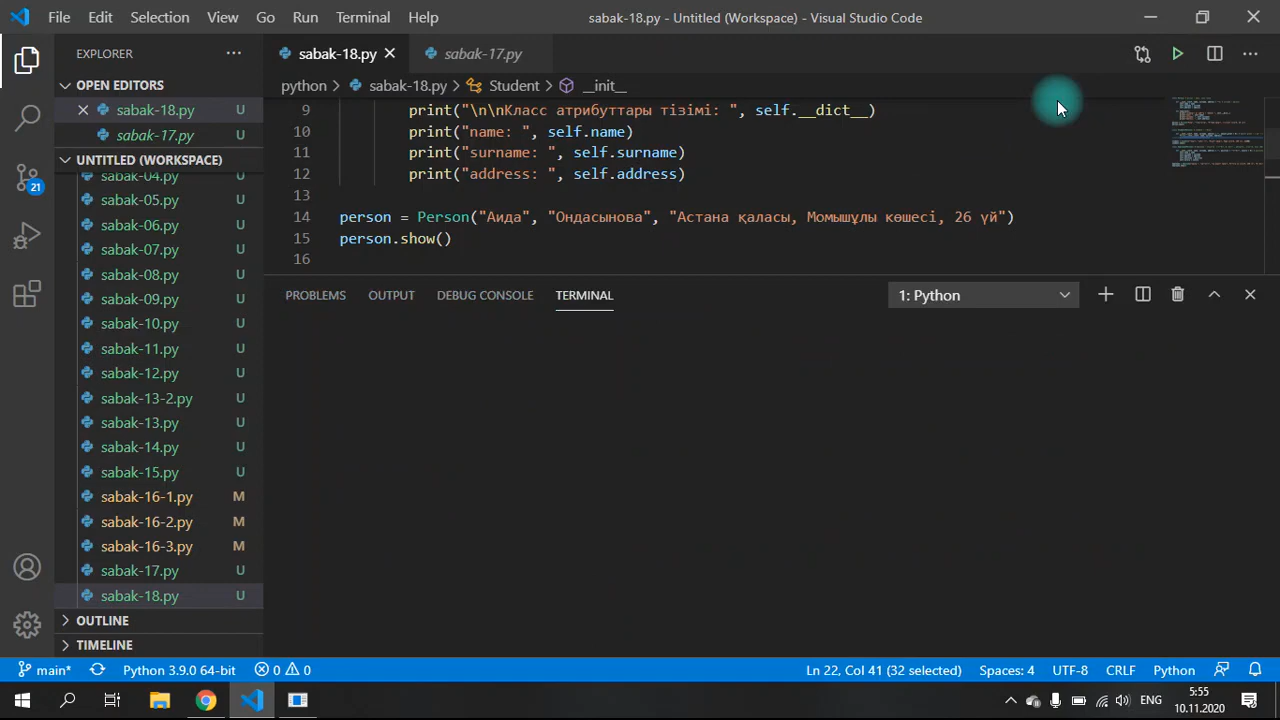 File Edit Selection View Go Run Terminal Help sabak-18.py - Untitled (Workspace) - Visual Studio Code
EXPLORER
sabak-18.py sabak-17.py
OPEN EDITORS
python > sabak-18.py > Student > __init__
sabak-18.py U
sabak-17.py U
UNTITLED (WORKSPACE)
sabak-04.py U
sabak-05.py U
sabak-06.py U
sabak-07.py U
sabak-08.py U
sabak-09.py U
sabak-10.py U
sabak-11.py U
sabak-12.py U
sabak-13-2.py U
sabak-13.py U
sabak-14.py U
sabak-15.py U
sabak-16-1.py M
sabak-16-2.py M
sabak-16-3.py M
sabak-17.py U
sabak-18.py U
OUTLINE
TIMELINE
9 print("\n\nКласс атрибуттары тізімі: ", self.__dict__)
10 print("name: ", self.name)
11 print("surname: ", self.surname)
12 print("address: ", self.address)
13
14 person = Person("Аида", "Ондасынова", "Астана қаласы, Момышұлы көшесі, 26 үй")
15 person.show()
16
PROBLEMS OUTPUT DEBUG CONSOLE TERMINAL 1: Python
21
main* Python 3.9.0 64-bit 0 0 Ln 22, Col 41 (32 selected) Spaces: 4 UTF-8 CRLF Python
ENG 5:55
10.11.2020